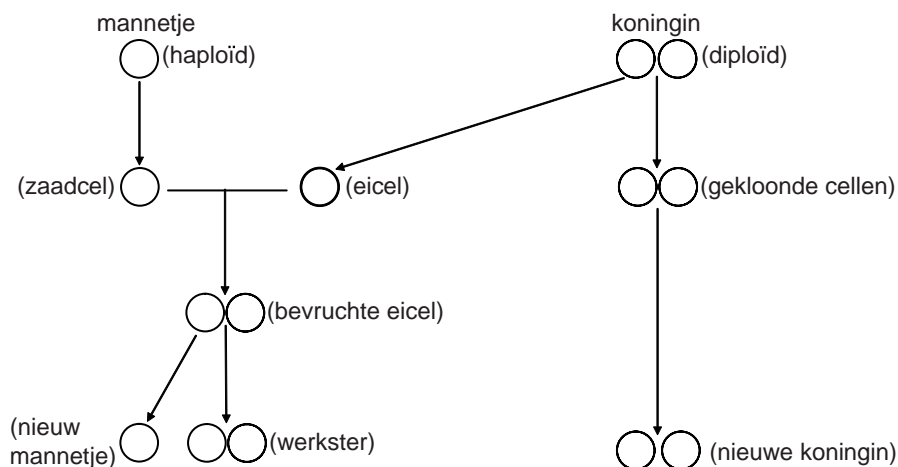 mannetje
koningin
(haploïd)
(diploïd)
(zaadcel)
(eicel)
(gekloonde cellen)
(bevruchte eicel)
(nieuw
mannetje)
(werkster)
(nieuwe koningin)